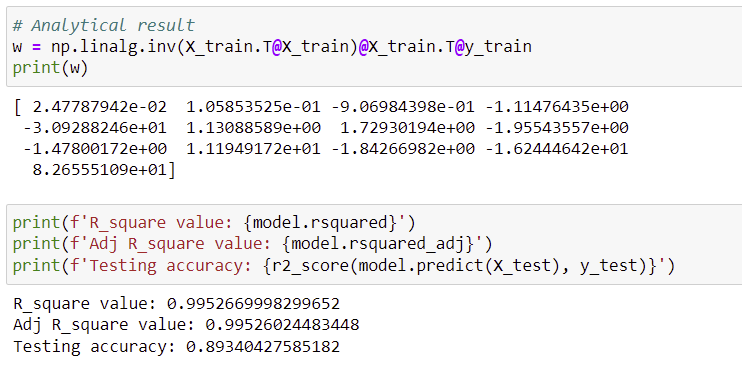 # Analytical result
w = np.linalg.inv(X_train.T@X_train)@X_train.T@y_train
print(w)
[ 2.47787942e-02  1.05853525e-01 -9.06984398e-01 -1.11476435e+00
 -3.09288246e+01  1.13088589e+00  1.72930194e+00 -1.95543557e+00
 -1.47800172e+00  1.11949172e+01 -1.84266982e+00 -1.62444642e+01
  8.26555109e+01]
print(f'R_square value: {model.rsquared}')
print(f'Adj R_square value: {model.rsquared_adj}')
print(f'Testing accuracy: {r2_score(model.predict(X_test), y_test)}')
R_square value: 0.9952669998299652
Adj R_square value: 0.99526024483448
Testing accuracy: 0.89340427585182